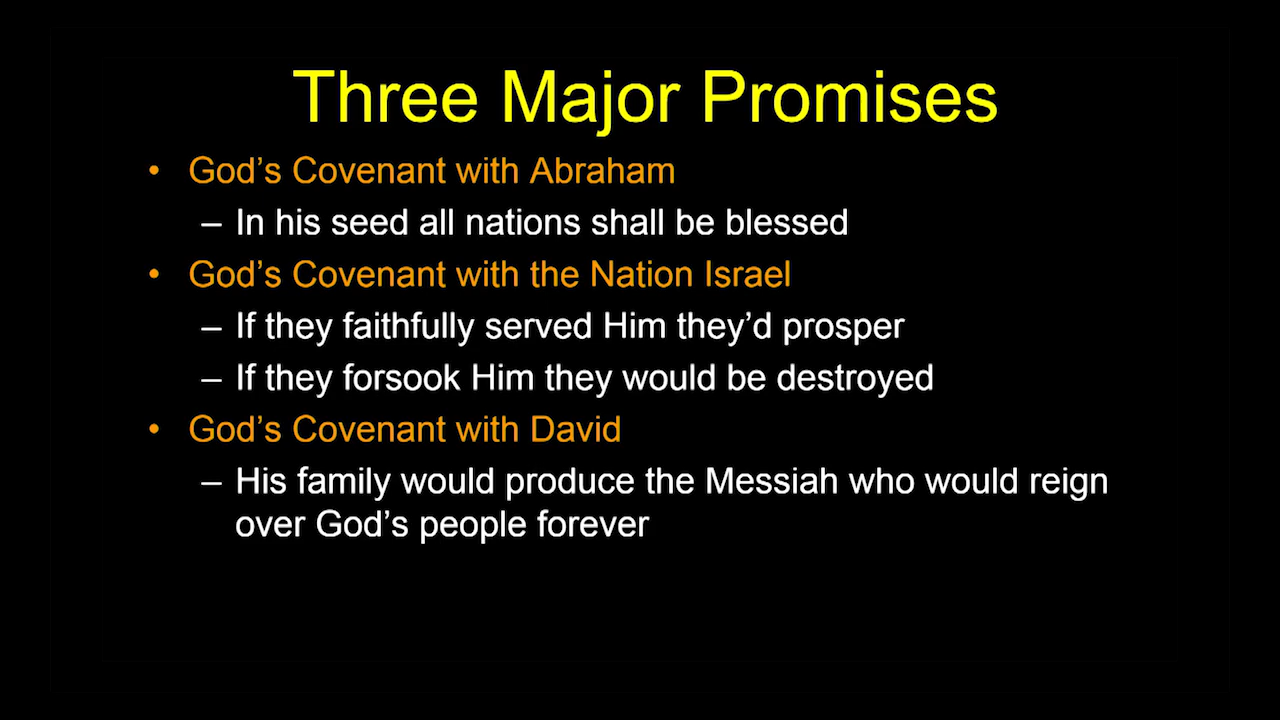 Three Major Promises
• God’s Covenant with Abraham
– In his seed all nations shall be blessed
• God’s Covenant with the Nation Israel
– If they faithfully served Him they’d prosper
– If they forsook Him they would be destroyed
• God’s Covenant with David
– His family would produce the Messiah who would reign
over God’s people forever